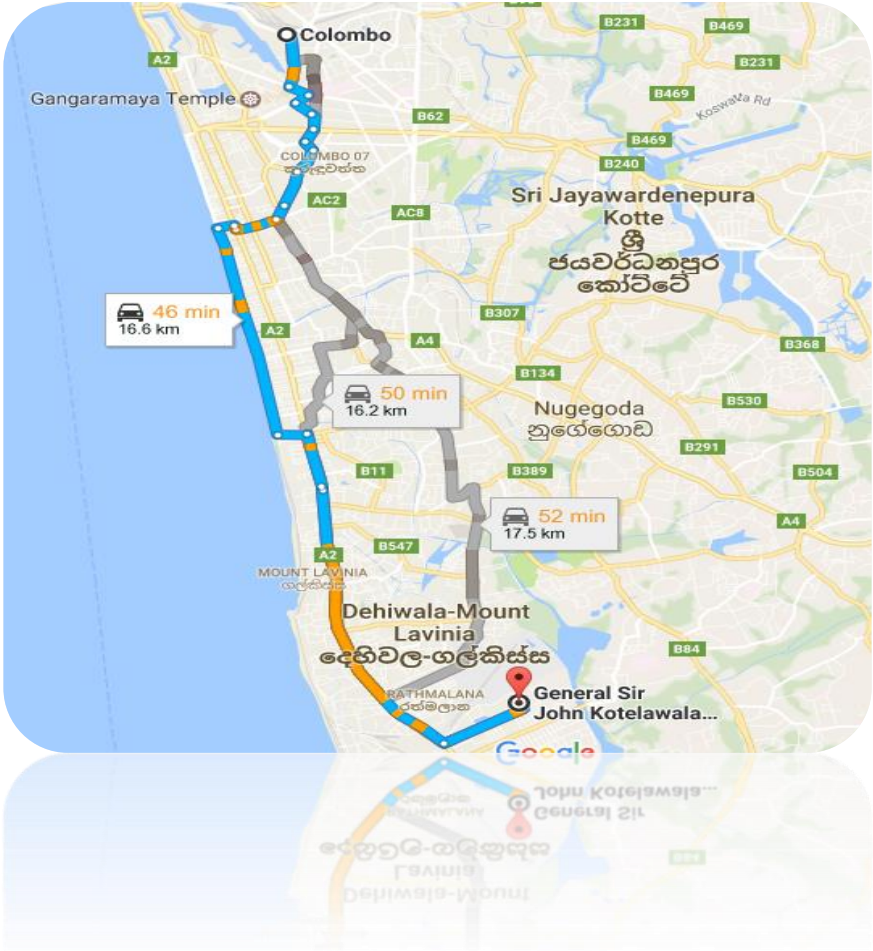 Colombo
A2
B231
B469
B231
Gangaramaya Temple
B469
Koswatta Rd
B62
B469
COLOMBO 07
කුරුඳුවත්ත
B240
AC2
AC8
Sri Jayawardenepura
Kotte
ශ්‍රී
ජයවර්ධනපුර
කෝට්ටේ
46 min
16.6 km
A2
B307
A4
B368
B134
50 min
16.2 km
B530
Nugegoda
නුගේගොඩ
B291
B11
B389
B504
52 min
17.5 km
A4
B547
A2
MOUNT LAVINIA
ගල්කිස්ස
Dehiwala-Mount
Lavinia
දෙහිවල-ගල්කිස්ස
B84
RATHMALANA
රත්මලාන
General Sir
John Kotelawala...
Google